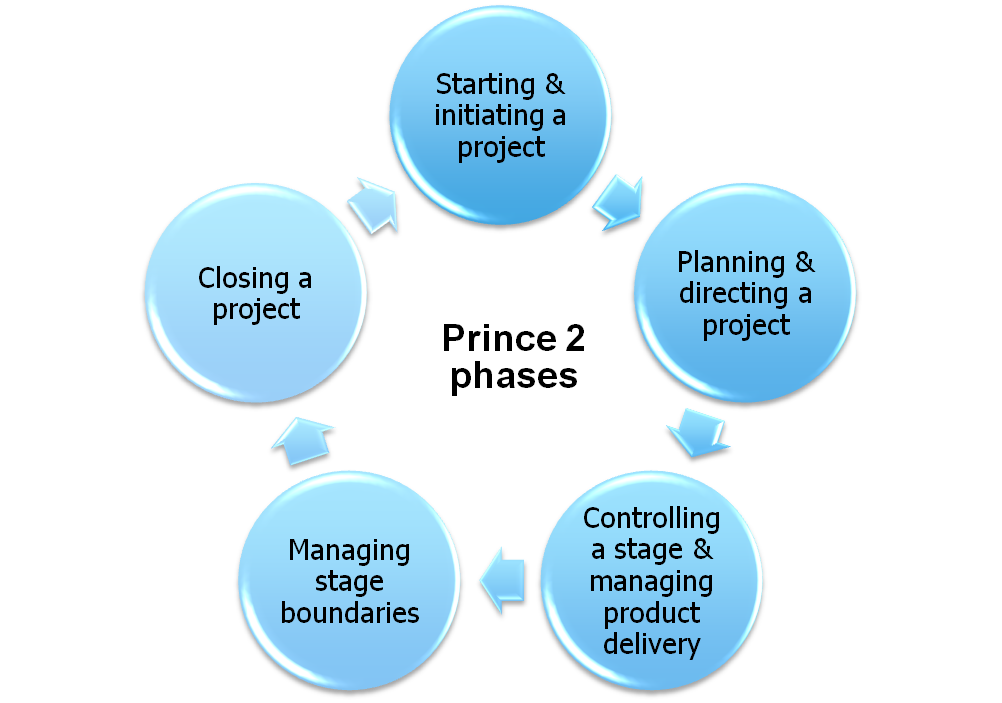 Starting &
initiating a
project
Planning &
directing a
project
Controlling
a stage &
managing
product
delivery
Managing
stage
boundaries
Closing a
project
Prince 2
phases